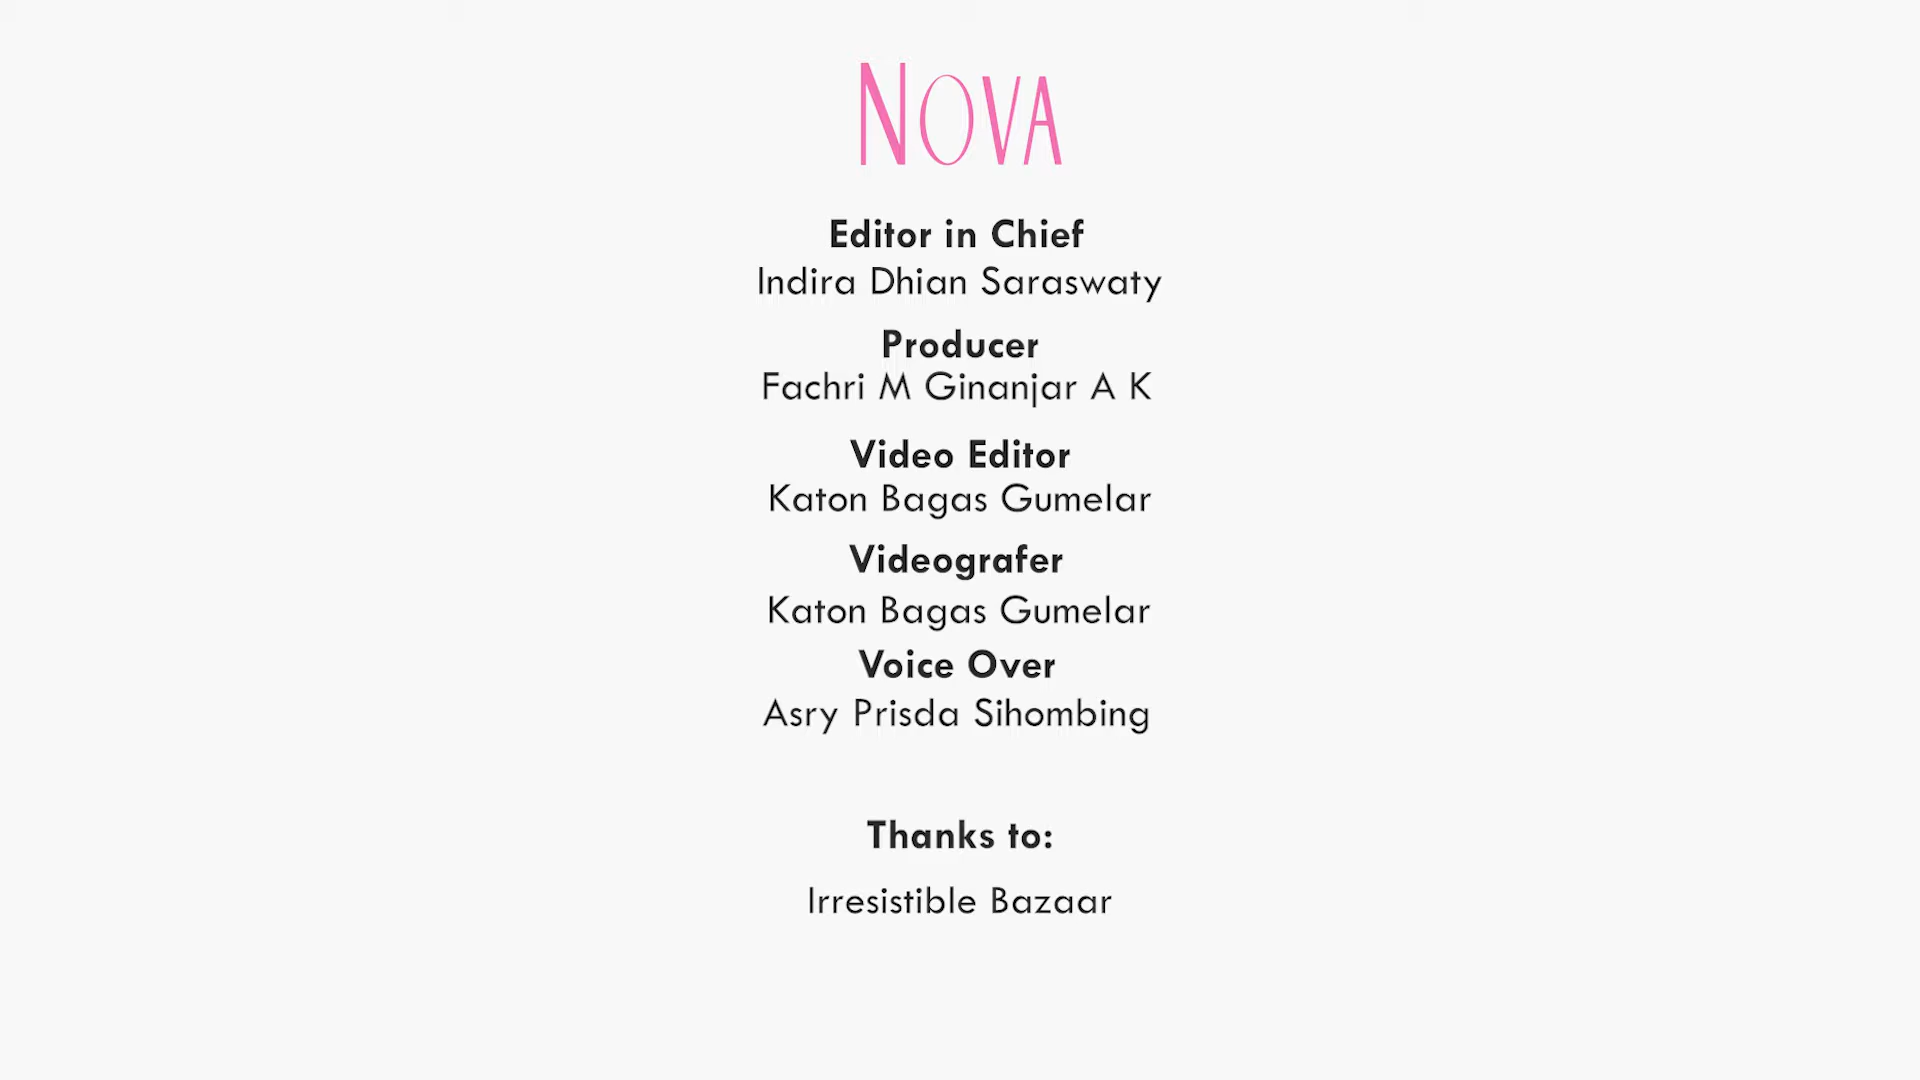 NOVA
Editor in Chief
Indira Dhian Saraswaty
Producer
Fachri M Ginanjar A K
Video Editor
Katon Bagas Gumelar
Videografer
Katon Bagas Gumelar
Voice Over
Asry Prisda Sihombing
Thanks to:
Irresistible Bazaar